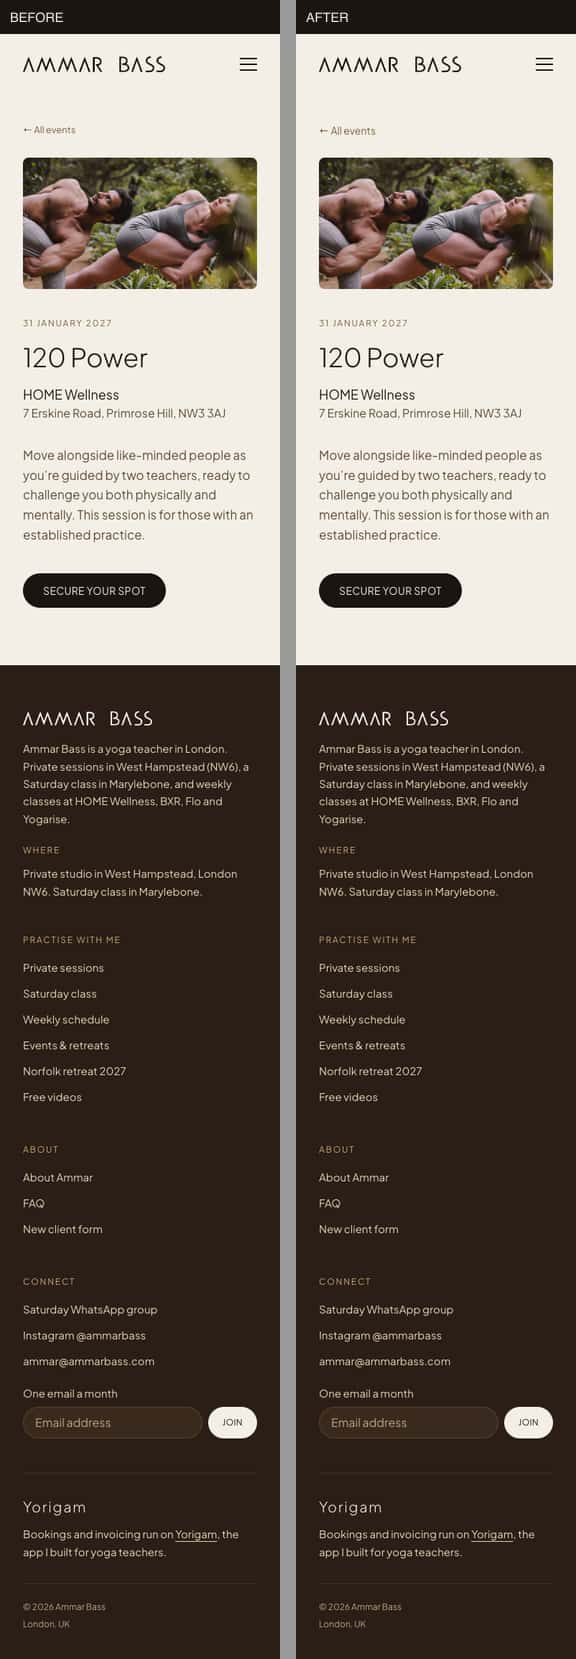 BEFORE
AMMAR BASS
← All events
31 JANUARY 2027
120 Power
HOME Wellness
7 Erskine Road, Primrose Hill, NW3 3AJ
Move alongside like-minded people as
you're guided by two teachers, ready to
challenge you both physically and
mentally. This session is for those with an
established practice.
SECURE YOUR SPOT
AMMAR BASS
Ammar Bass is a yoga teacher in London.
Private sessions in West Hampstead (NW6), a
Saturday class in Marylebone, and weekly
classes at HOME Wellness, BXR, Flo and
Yogarise.
WHERE
Private studio in West Hampstead, London
NW6. Saturday class in Marylebone.
PRACTISE WITH ME
Private sessions
Saturday class
Weekly schedule
Events & retreats
Norfolk retreat 2027
Free videos
ABOUT
About Ammar
FAQ
New client form
CONNECT
Saturday WhatsApp group
Instagram @ammarbass
ammar@ammarbass.com
One email a month
Email address
JOIN
Yorigam
Bookings and invoicing run on Yorigam, the
app I built for yoga teachers.
© 2026 Ammar Bass
London, UK
AFTER
AMMAR BASS
← All events
31 JANUARY 2027
120 Power
HOME Wellness
7 Erskine Road, Primrose Hill, NW3 3AJ
Move alongside like-minded people as
you're guided by two teachers, ready to
challenge you both physically and
mentally. This session is for those with an
established practice.
SECURE YOUR SPOT
AMMAR BASS
Ammar Bass is a yoga teacher in London.
Private sessions in West Hampstead (NW6), a
Saturday class in Marylebone, and weekly
classes at HOME Wellness, BXR, Flo and
Yogarise.
WHERE
Private studio in West Hampstead, London
NW6. Saturday class in Marylebone.
PRACTISE WITH ME
Private sessions
Saturday class
Weekly schedule
Events & retreats
Norfolk retreat 2027
Free videos
ABOUT
About Ammar
FAQ
New client form
CONNECT
Saturday WhatsApp group
Instagram @ammarbass
ammar@ammarbass.com
One email a month
Email address
JOIN
Yorigam
Bookings and invoicing run on Yorigam, the
app I built for yoga teachers.
© 2026 Ammar Bass
London, UK